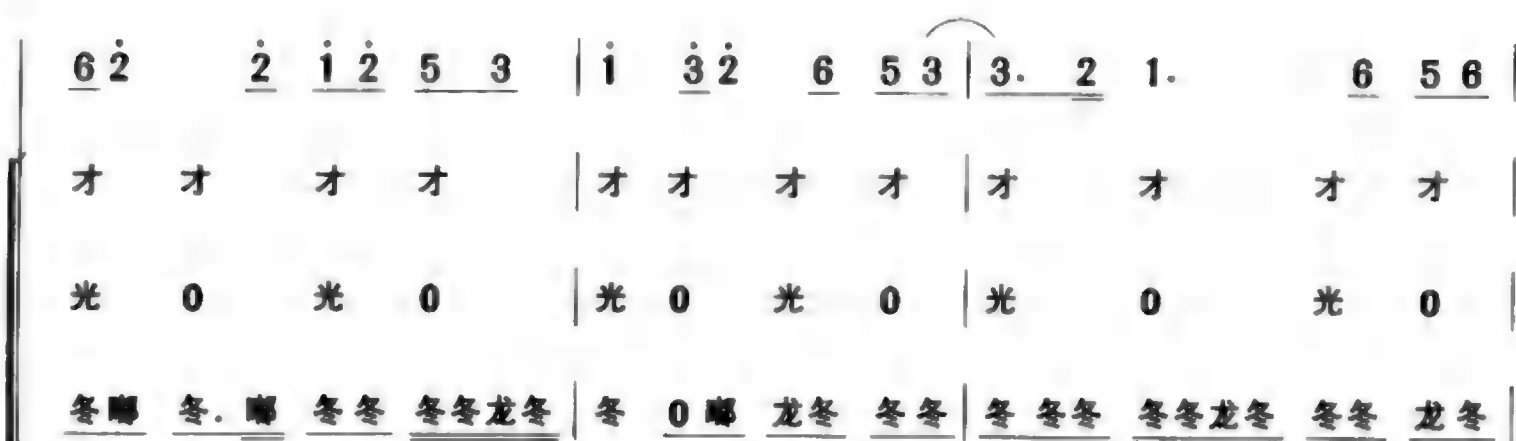 6 2̇ 2̇ 1̇ 2̇ 5 3 | 1̇ 3̇ 2̇ 6 5 3 | 3. 2 1. 6 5 6 |
才 才 才 才 | 才 才 才 才 | 才 才 才 才 |
光 0 光 0 | 光 0 光 0 | 光 0 光 0 |
冬 冬. 冬冬 冬冬龙冬 | 冬 0 龙冬 冬冬 | 冬 冬冬 冬冬龙冬 冬冬 龙冬 |